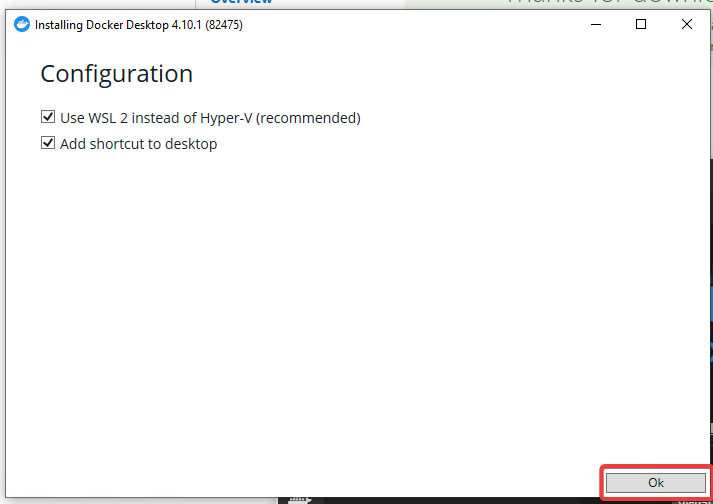 Overview
Installing Docker Desktop 4.10.1 (82475)
Configuration
Use WSL 2 instead of Hyper-V (recommended)
Add shortcut to desktop
Ok